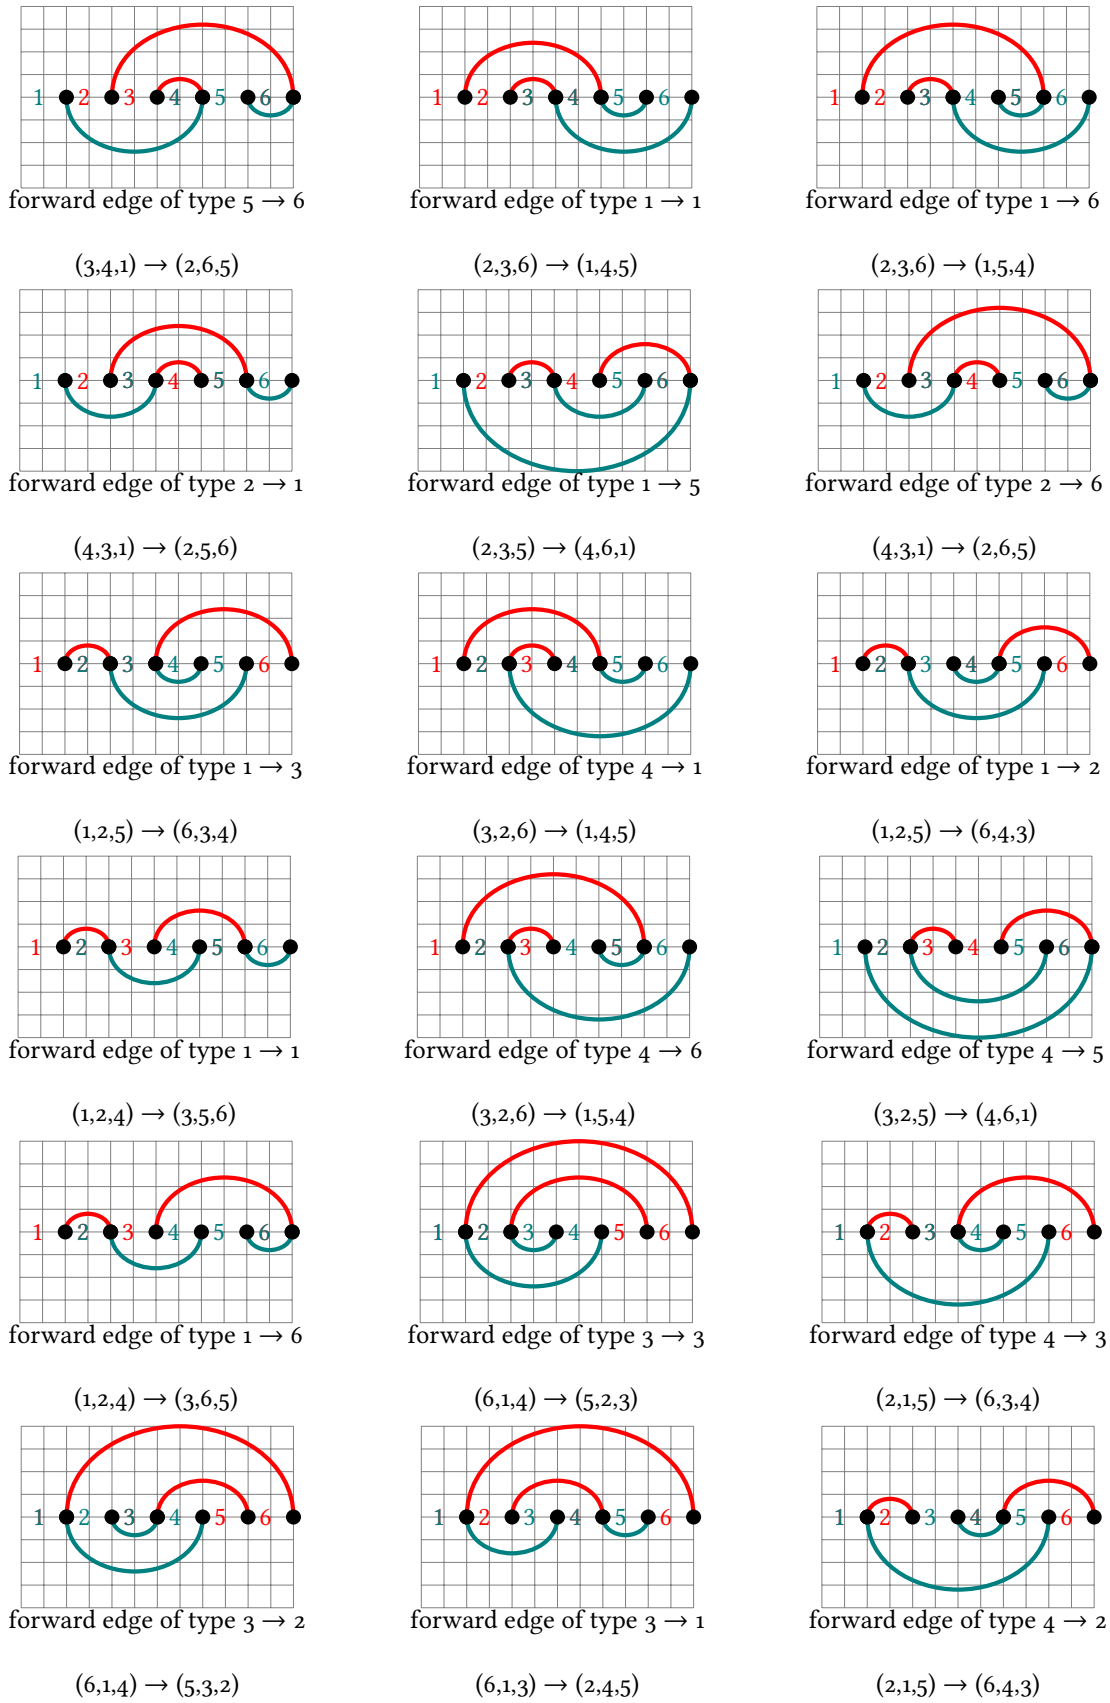 1 2 3 4 5 6 1 2 3 4 5 6 1 2 3 4 5 6
forward edge of type 5 → 6 forward edge of type 1 → 1 forward edge of type 1 → 6
(3,4,1) → (2,6,5) (2,3,6) → (1,4,5) (2,3,6) → (1,5,4)
1 2 3 4 5 6 1 2 3 4 5 6 1 2 3 4 5 6
forward edge of type 2 → 1 forward edge of type 1 → 5 forward edge of type 2 → 6
(4,3,1) → (2,5,6) (2,3,5) → (4,6,1) (4,3,1) → (2,6,5)
1 2 3 4 5 6 1 2 3 4 5 6 1 2 3 4 5 6
forward edge of type 1 → 3 forward edge of type 4 → 1 forward edge of type 1 → 2
(1,2,5) → (6,3,4) (3,2,6) → (1,4,5) (1,2,5) → (6,4,3)
1 2 3 4 5 6 1 2 3 4 5 6 1 2 3 4 5 6
forward edge of type 1 → 1 forward edge of type 4 → 6 forward edge of type 4 → 5
(1,2,4) → (3,5,6) (3,2,6) → (1,5,4) (3,2,5) → (4,6,1)
1 2 3 4 5 6 1 2 3 4 5 6 1 2 3 4 5 6
forward edge of type 1 → 6 forward edge of type 3 → 3 forward edge of type 4 → 3
(1,2,4) → (3,6,5) (6,1,4) → (5,2,3) (2,1,5) → (6,3,4)
1 2 3 4 5 6 1 2 3 4 5 6 1 2 3 4 5 6
forward edge of type 3 → 2 forward edge of type 3 → 1 forward edge of type 4 → 2
(6,1,4) → (5,3,2) (6,1,3) → (2,4,5) (2,1,5) → (6,4,3)